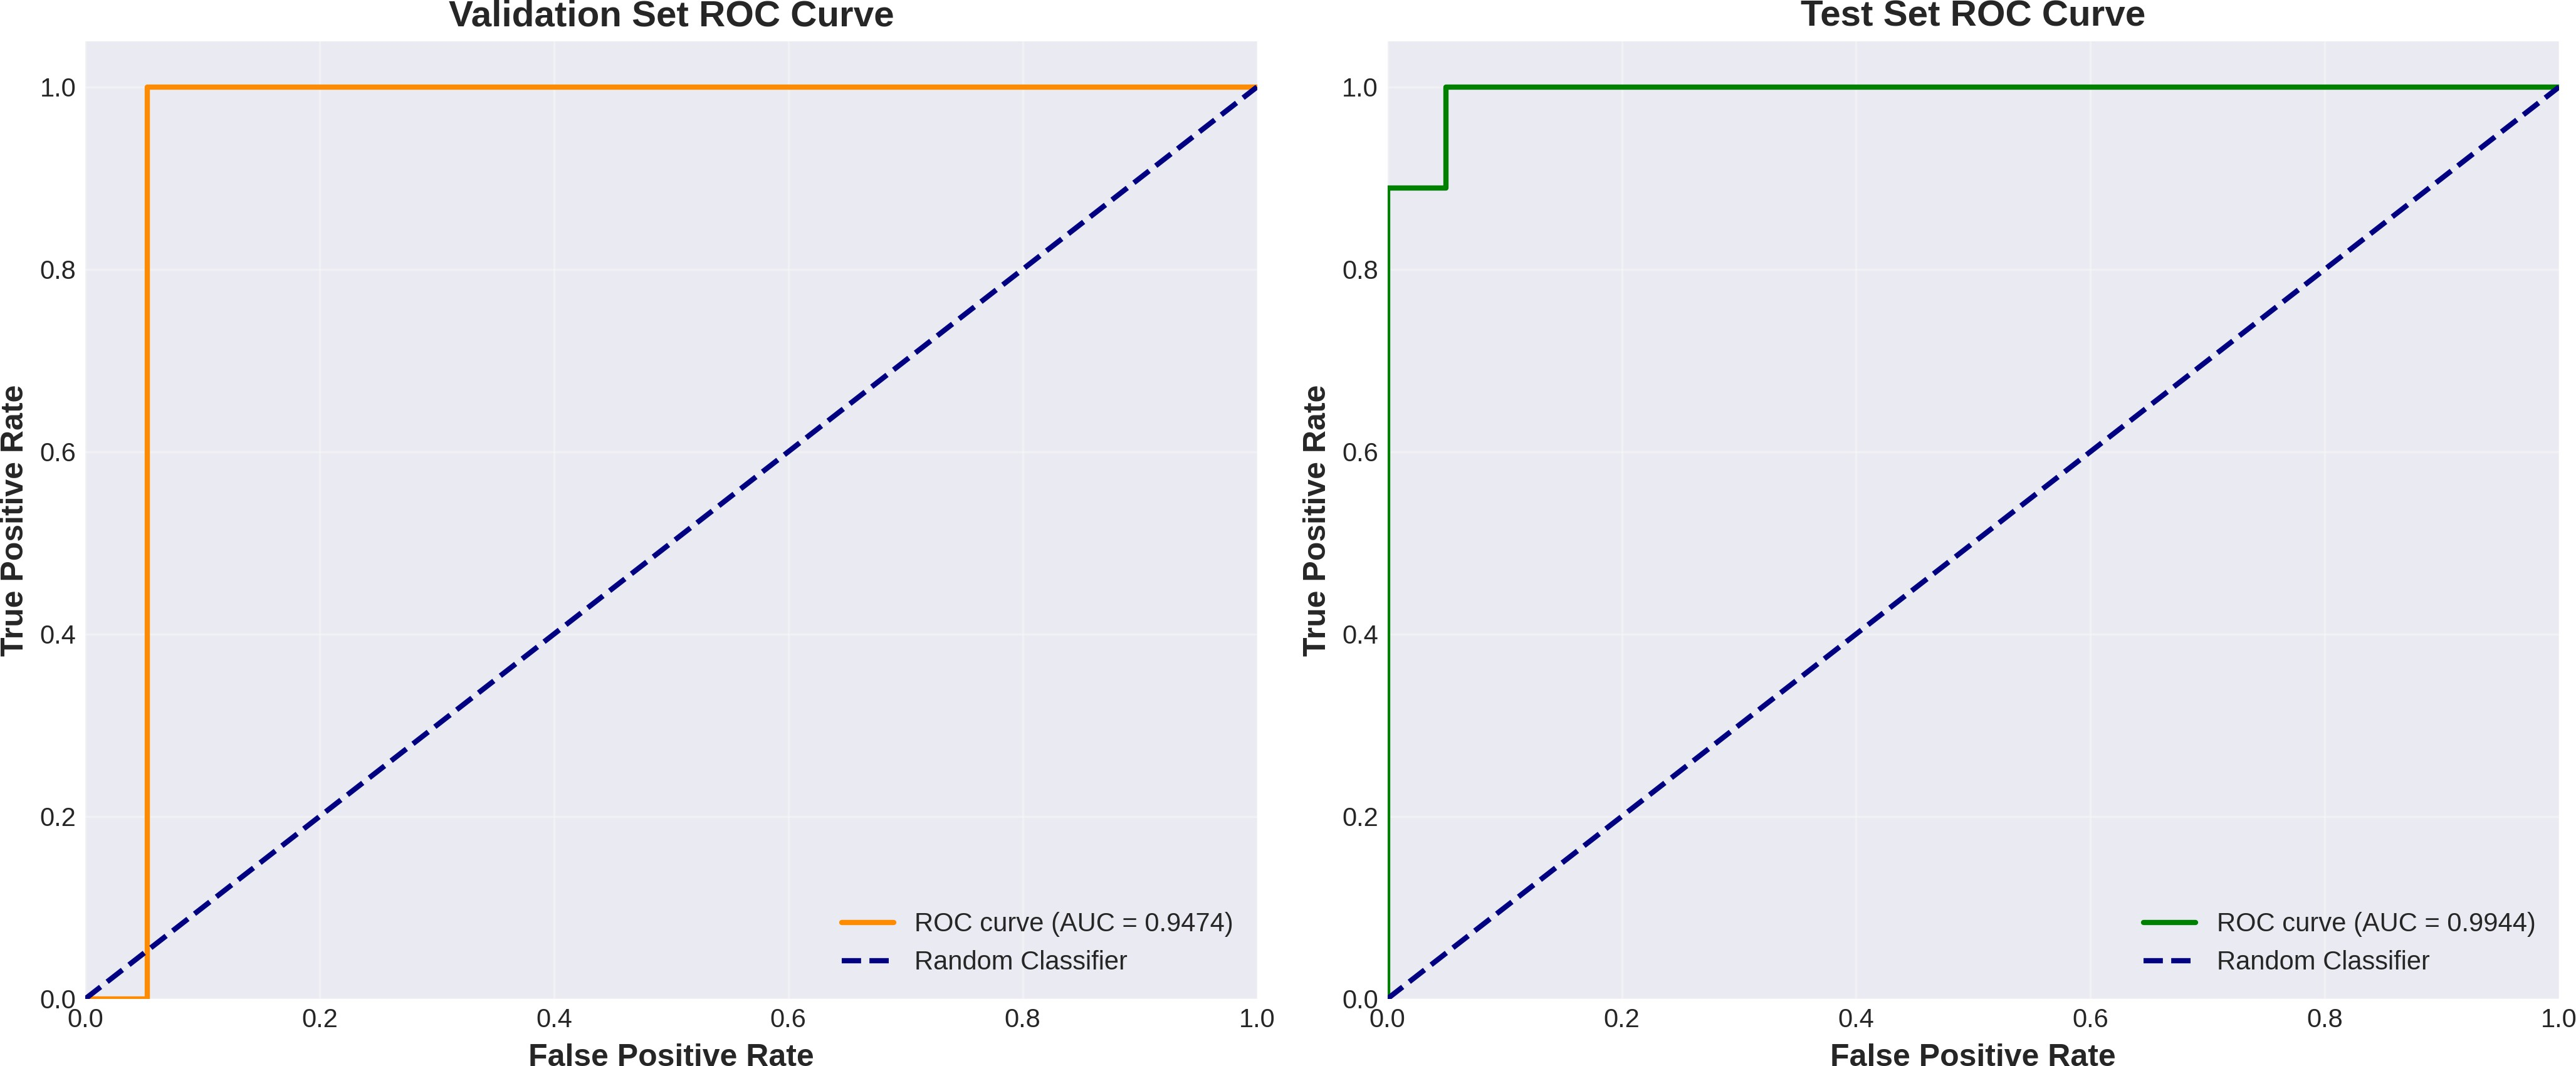 Validation Set ROC Curve
True Positive Rate
1.0
0.8
0.6
0.4
0.2
0.0
0.0 0.2 0.4 0.6 0.8 1.0
False Positive Rate
ROC curve (AUC = 0.9474)
Random Classifier
Test Set ROC Curve
True Positive Rate
1.0
0.8
0.6
0.4
0.2
0.0
0.0 0.2 0.4 0.6 0.8 1.0
False Positive Rate
ROC curve (AUC = 0.9944)
Random Classifier